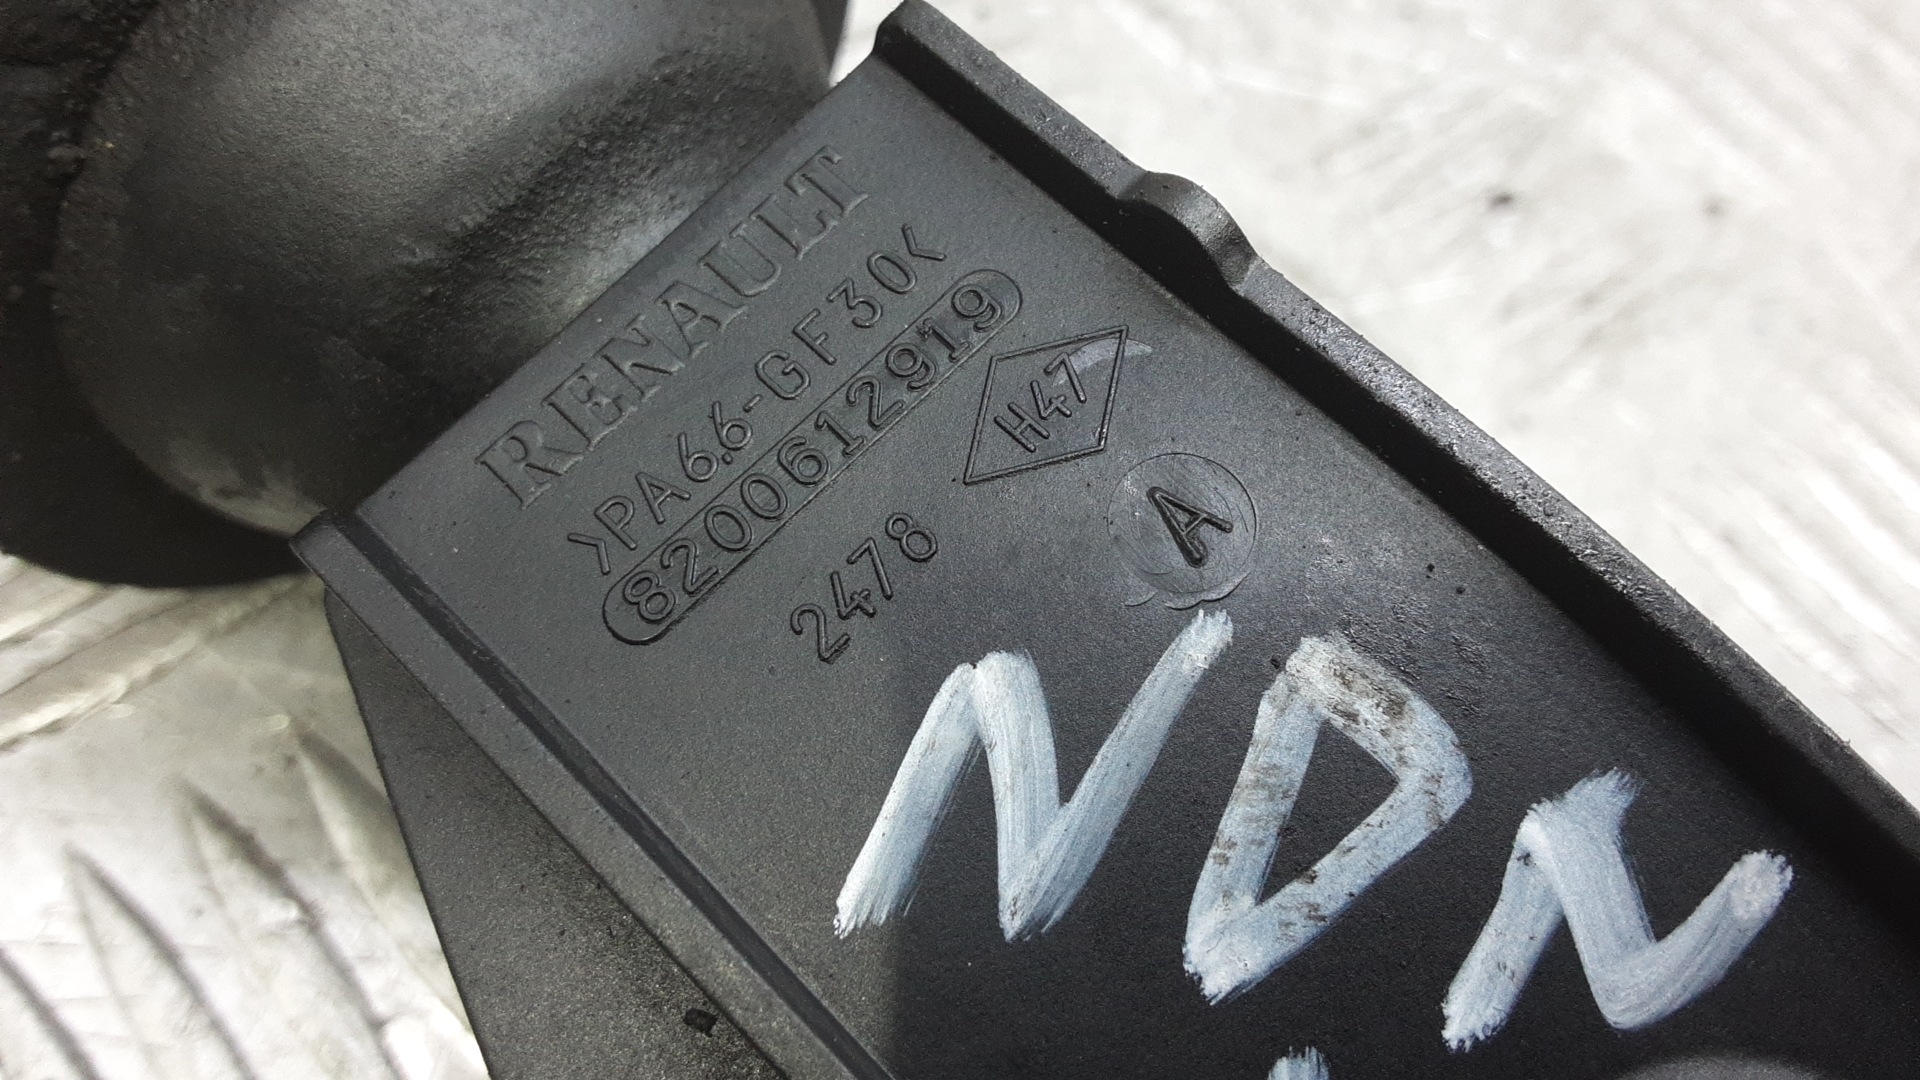 RENAULT
>PA6.6-GF30<
8200612919
H47
2478
A
NDN